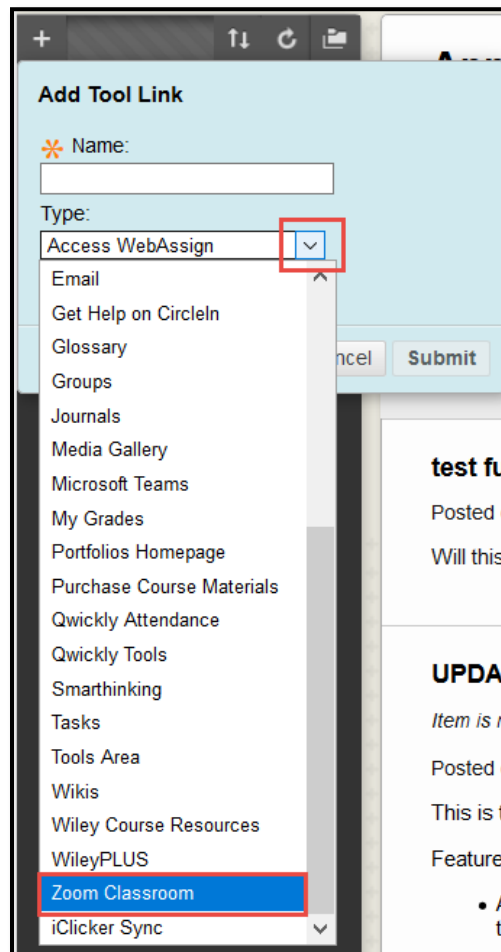 Add Tool Link
Name:
Type:
Access WebAssign
Email
Get Help on CircleIn
Glossary
Groups
Journals
Media Gallery
Microsoft Teams
My Grades
Portfolios Homepage
Purchase Course Materials
Qwickly Attendance
Qwickly Tools
Smarthinking
Tasks
Tools Area
Wikis
Wiley Course Resources
WileyPLUS
Zoom Classroom
iClicker Sync
ncel Submit
test fu
Posted
Will this
UPDA
Item is
Posted
This is
Feature